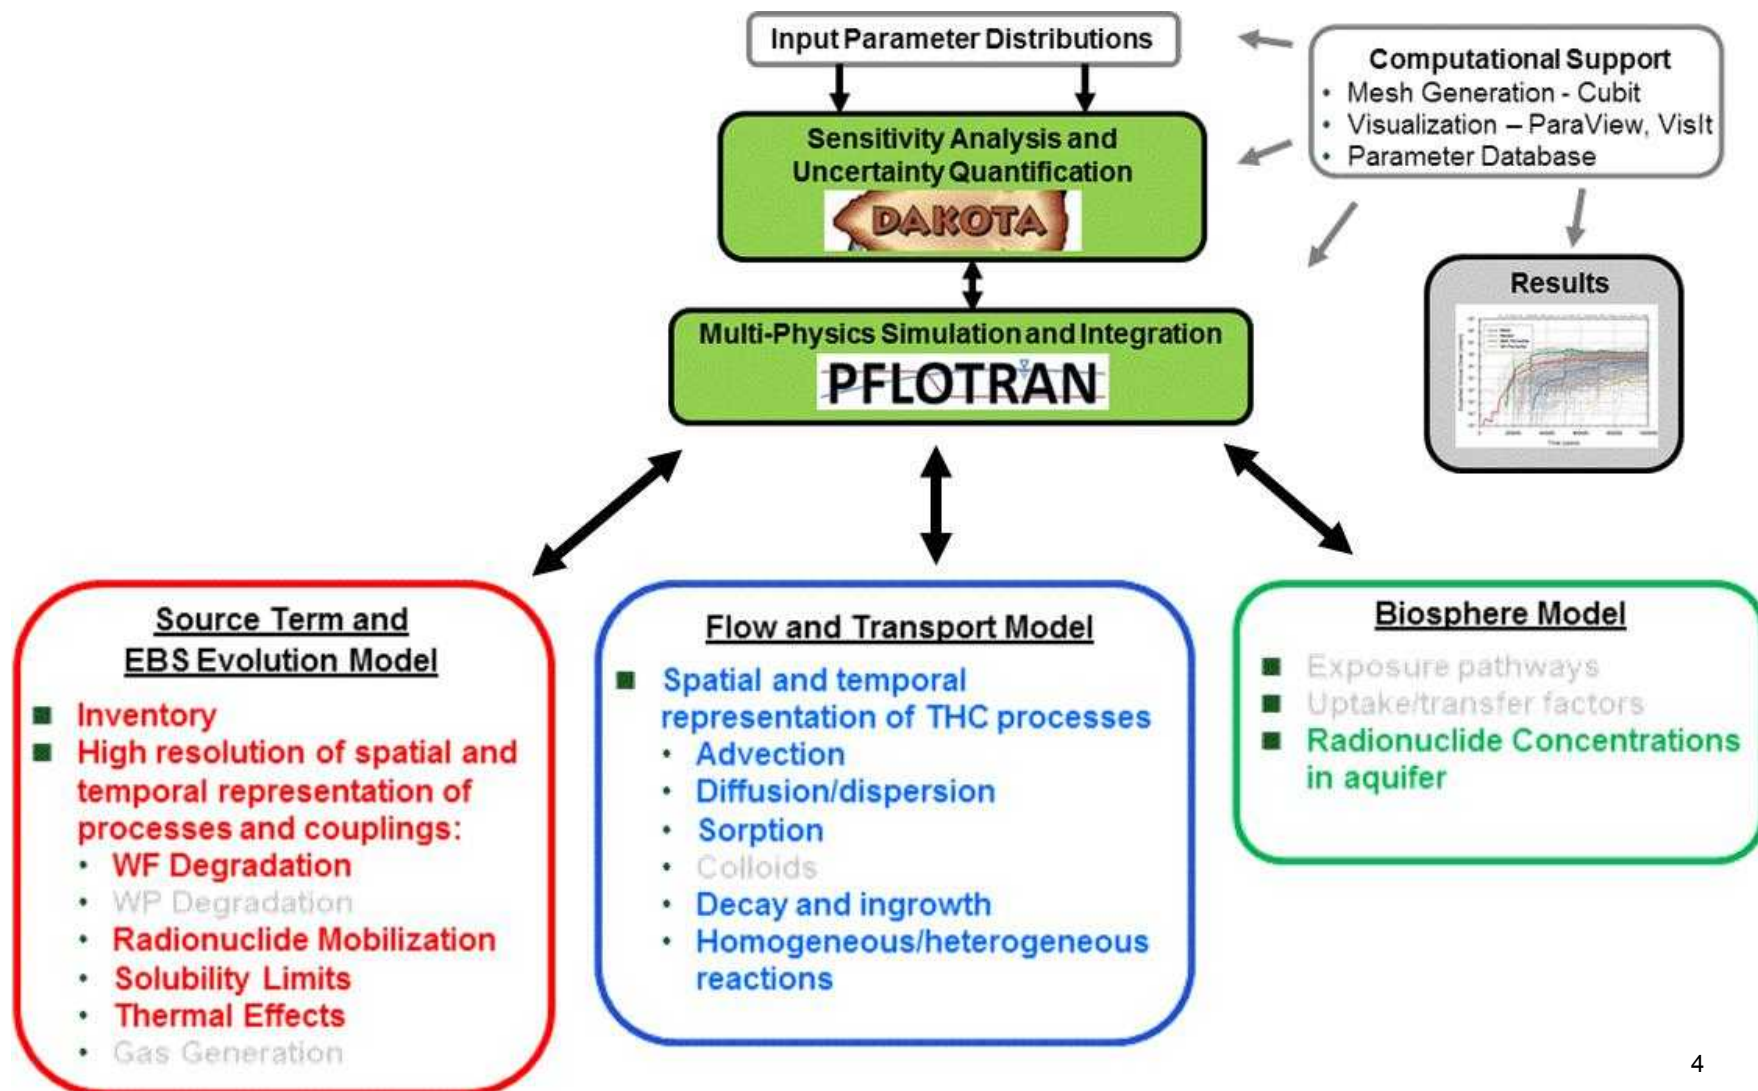 Input Parameter Distributions
Computational Support
• Mesh Generation - Cubit
• Visualization – ParaView, VisIt
• Parameter Database
Sensitivity Analysis and
Uncertainty Quantification
DAKOTA
Multi-Physics Simulation and Integration
PFLOTRAN
Results
Source Term and
EBS Evolution Model
■ Inventory
■ High resolution of spatial and
temporal representation of
processes and couplings:
• WF Degradation
• WP Degradation
• Radionuclide Mobilization
• Solubility Limits
• Thermal Effects
• Gas Generation
Flow and Transport Model
■ Spatial and temporal
representation of THC processes
• Advection
• Diffusion/dispersion
• Sorption
• Colloids
• Decay and ingrowth
• Homogeneous/heterogeneous
reactions
Biosphere Model
■ Exposure pathways
■ Uptake/transfer factors
■ Radionuclide Concentrations
in aquifer
4